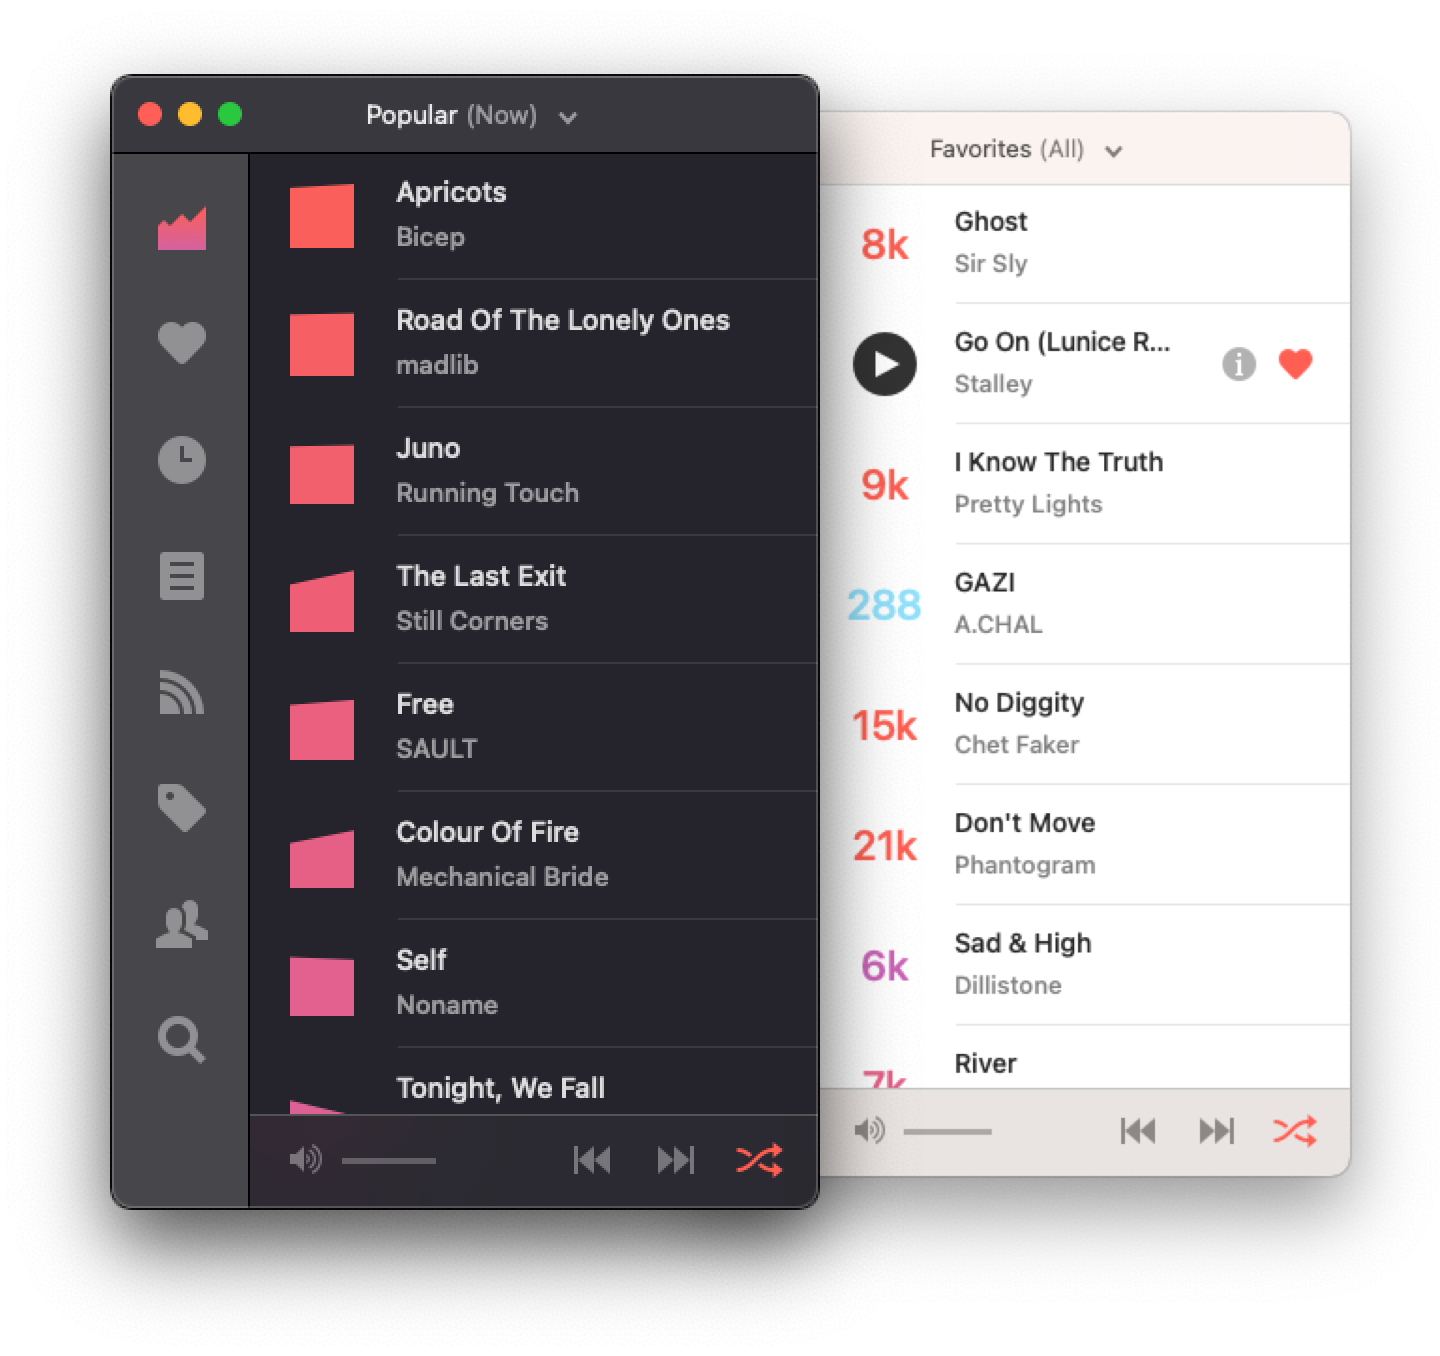 Popular (Now)
Apricots
Bicep
Road Of The Lonely Ones
madlib
Juno
Running Touch
The Last Exit
Still Corners
Free
SAULT
Colour Of Fire
Mechanical Bride
Self
Noname
Tonight, We Fall
Favorites (All)
8k
Ghost
Sir Sly
Go On (Lunice R...
Stalley
9k
I Know The Truth
Pretty Lights
288
GAZI
A.CHAL
15k
No Diggity
Chet Faker
21k
Don't Move
Phantogram
6k
Sad & High
Dillistone
7k
River